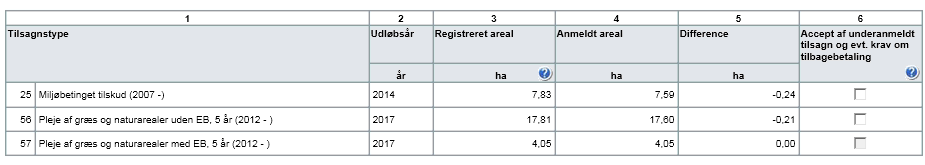 1 2 3 4 5 6
Tilsagnstype Udløbsår Registreret areal Anmeldt areal Difference Accept af underanmeldt
tilsagn og evt. krav om
tilbagebetaling
år ha ? ha ha ?
25 Miljøbetinget tilskud (2007 -) 2014 7,83 7,59 -0,24
56 Pleje af græs og naturarealer uden EB, 5 år (2012 - ) 2017 17,81 17,60 -0,21
57 Pleje af græs og naturarealer med EB, 5 år (2012 - ) 2017 4,05 4,05 0,00